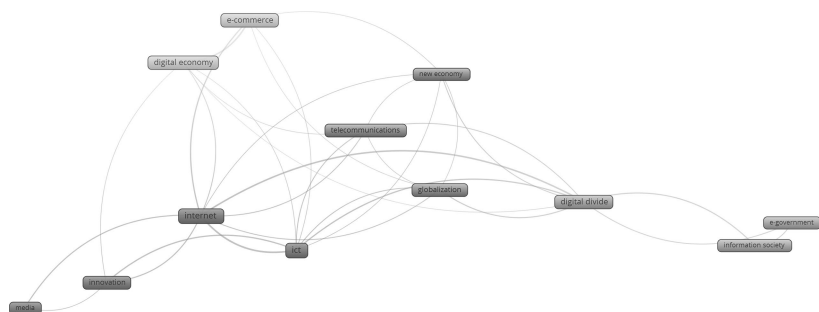 e-commerce
digital economy
new economy
telecommunications
globalization
digital divide
internet
e-government
information society
ict
innovation
media